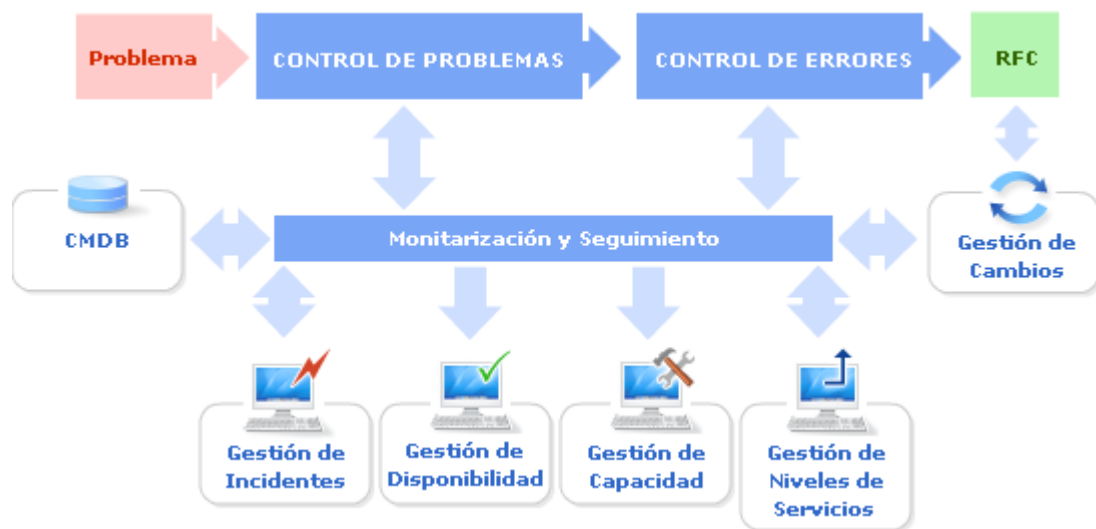 Problema
CONTROL DE PROBLEMAS
CONTROL DE ERRORES
RFC
CMDB
Monitarización y Seguimiento
Gestión de
Cambios
Gestión de
Incidentes
Gestión de
Disponibilidad
Gestión de
Capacidad
Gestión de
Niveles de
Servicios